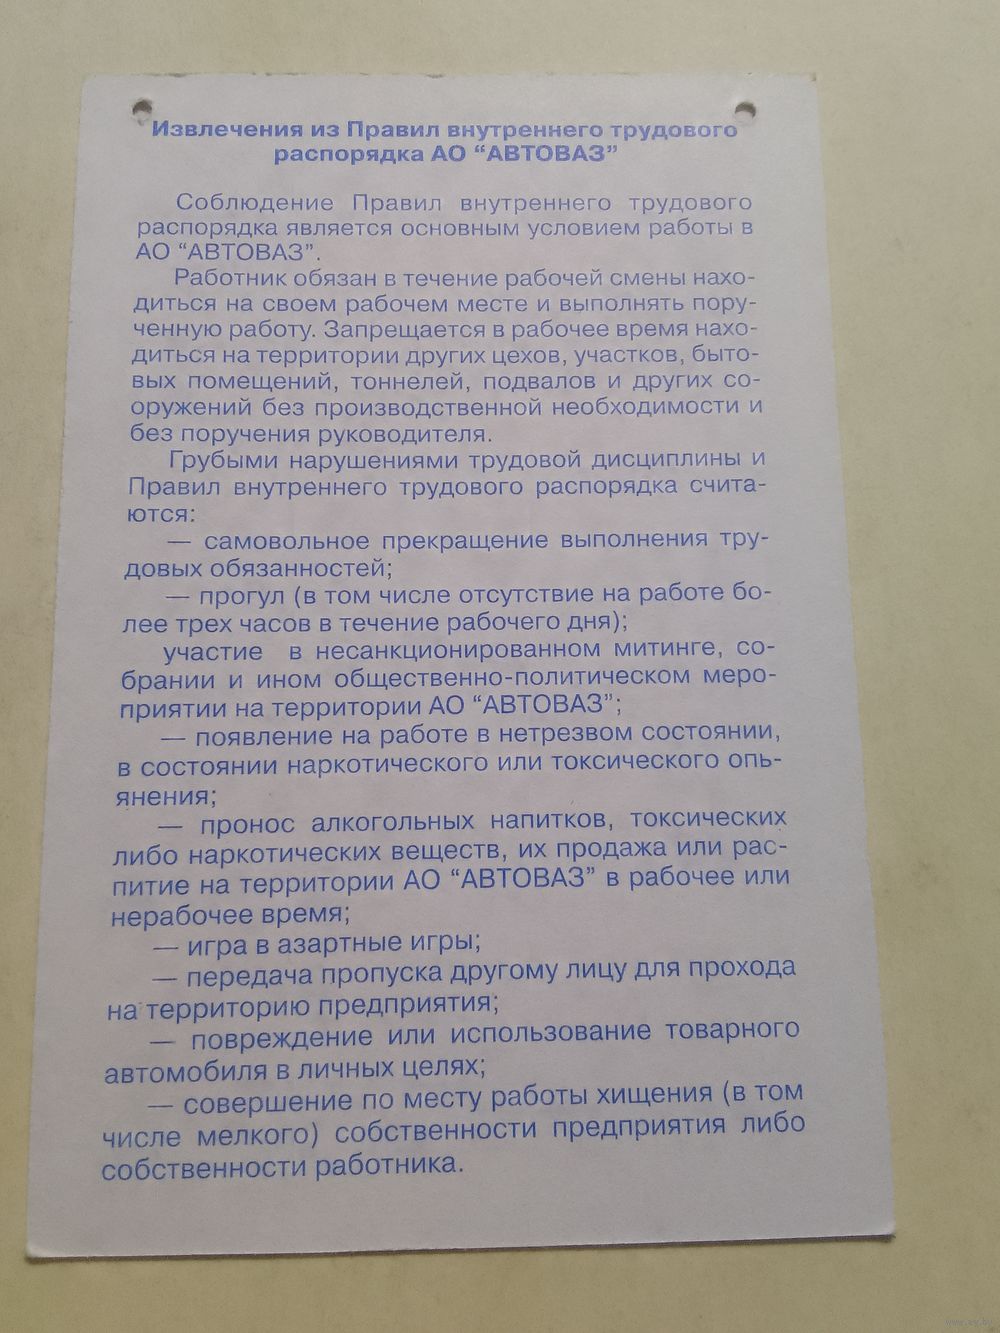 Извлечения из Правил внутреннего трудового
распорядка АО “АВТОВАЗ”
Соблюдение Правил внутреннего трудового
распорядка является основным условием работы в
АО “АВТОВАЗ”.
Работник обязан в течение рабочей смены нахо-
диться на своем рабочем месте и выполнять пору-
ченную работу. Запрещается в рабочее время нахо-
диться на территории других цехов, участков, быто-
вых помещений, тоннелей, подвалов и других со-
оружений без производственной необходимости и
без поручения руководителя.
Грубыми нарушениями трудовой дисциплины и
Правил внутреннего трудового распорядка счита-
ются:
— самовольное прекращение выполнения тру-
довых обязанностей;
— прогул (в том числе отсутствие на работе бо-
лее трех часов в течение рабочего дня);
участие в несанкционированном митинге, со-
брании и ином общественно-политическом меро-
приятии на территории АО “АВТОВАЗ”;
— появление на работе в нетрезвом состоянии,
в состоянии наркотического или токсического опь-
янения;
— пронос алкогольных напитков, токсических
либо наркотических веществ, их продажа или рас-
питие на территории АО “АВТОВАЗ” в рабочее или
нерабочее время;
— игра в азартные игры;
— передача пропуска другому лицу для прохода
на территорию предприятия;
— повреждение или использование товарного
автомобиля в личных целях;
— совершение по месту работы хищения (в том
числе мелкого) собственности предприятия либо
собственности работника.